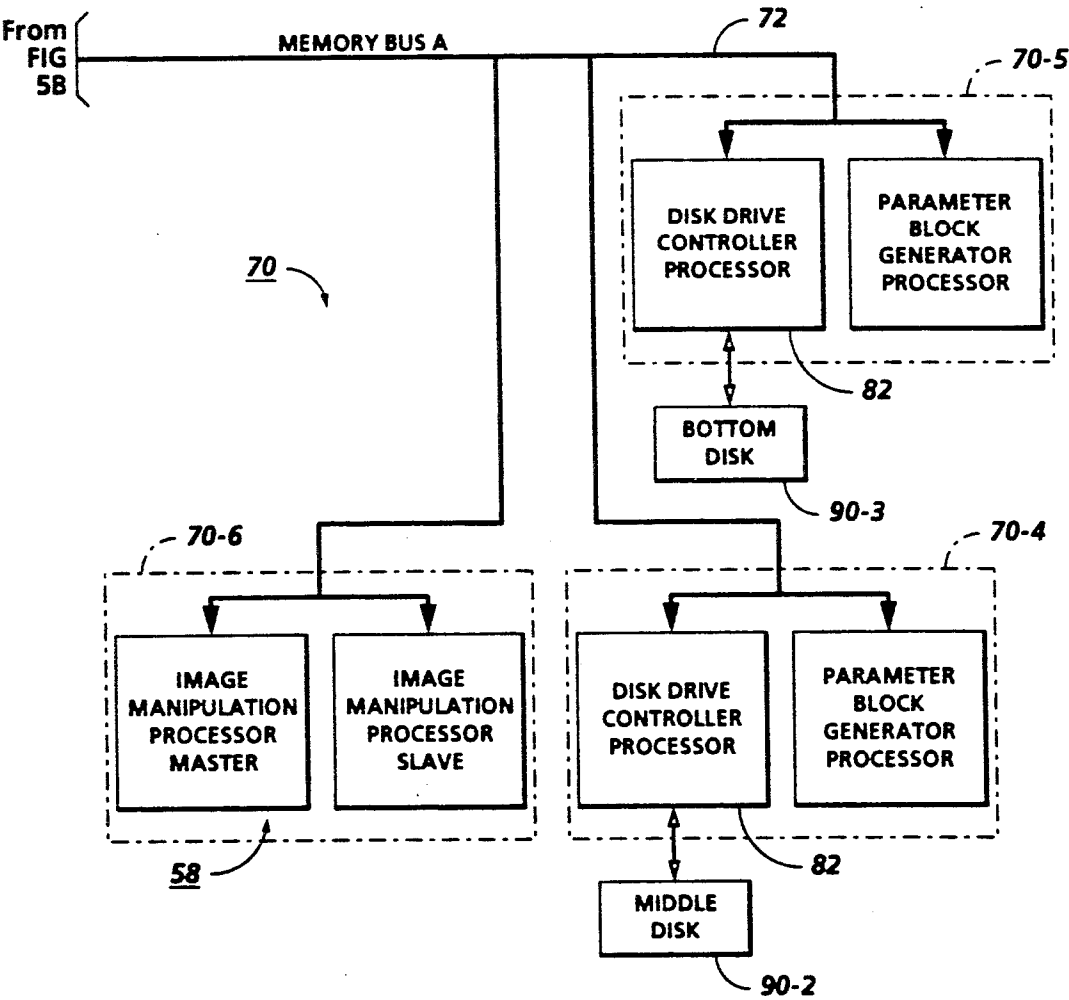 From
FIG
5B
MEMORY BUS A
72
70-5
DISK DRIVE
CONTROLLER
PROCESSOR
PARAMETER
BLOCK
GENERATOR
PROCESSOR
70
82
BOTTOM
DISK
90-3
70-6
70-4
IMAGE
MANIPULATION
PROCESSOR
MASTER
IMAGE
MANIPULATION
PROCESSOR
SLAVE
DISK DRIVE
CONTROLLER
PROCESSOR
PARAMETER
BLOCK
GENERATOR
PROCESSOR
58
82
MIDDLE
DISK
90-2